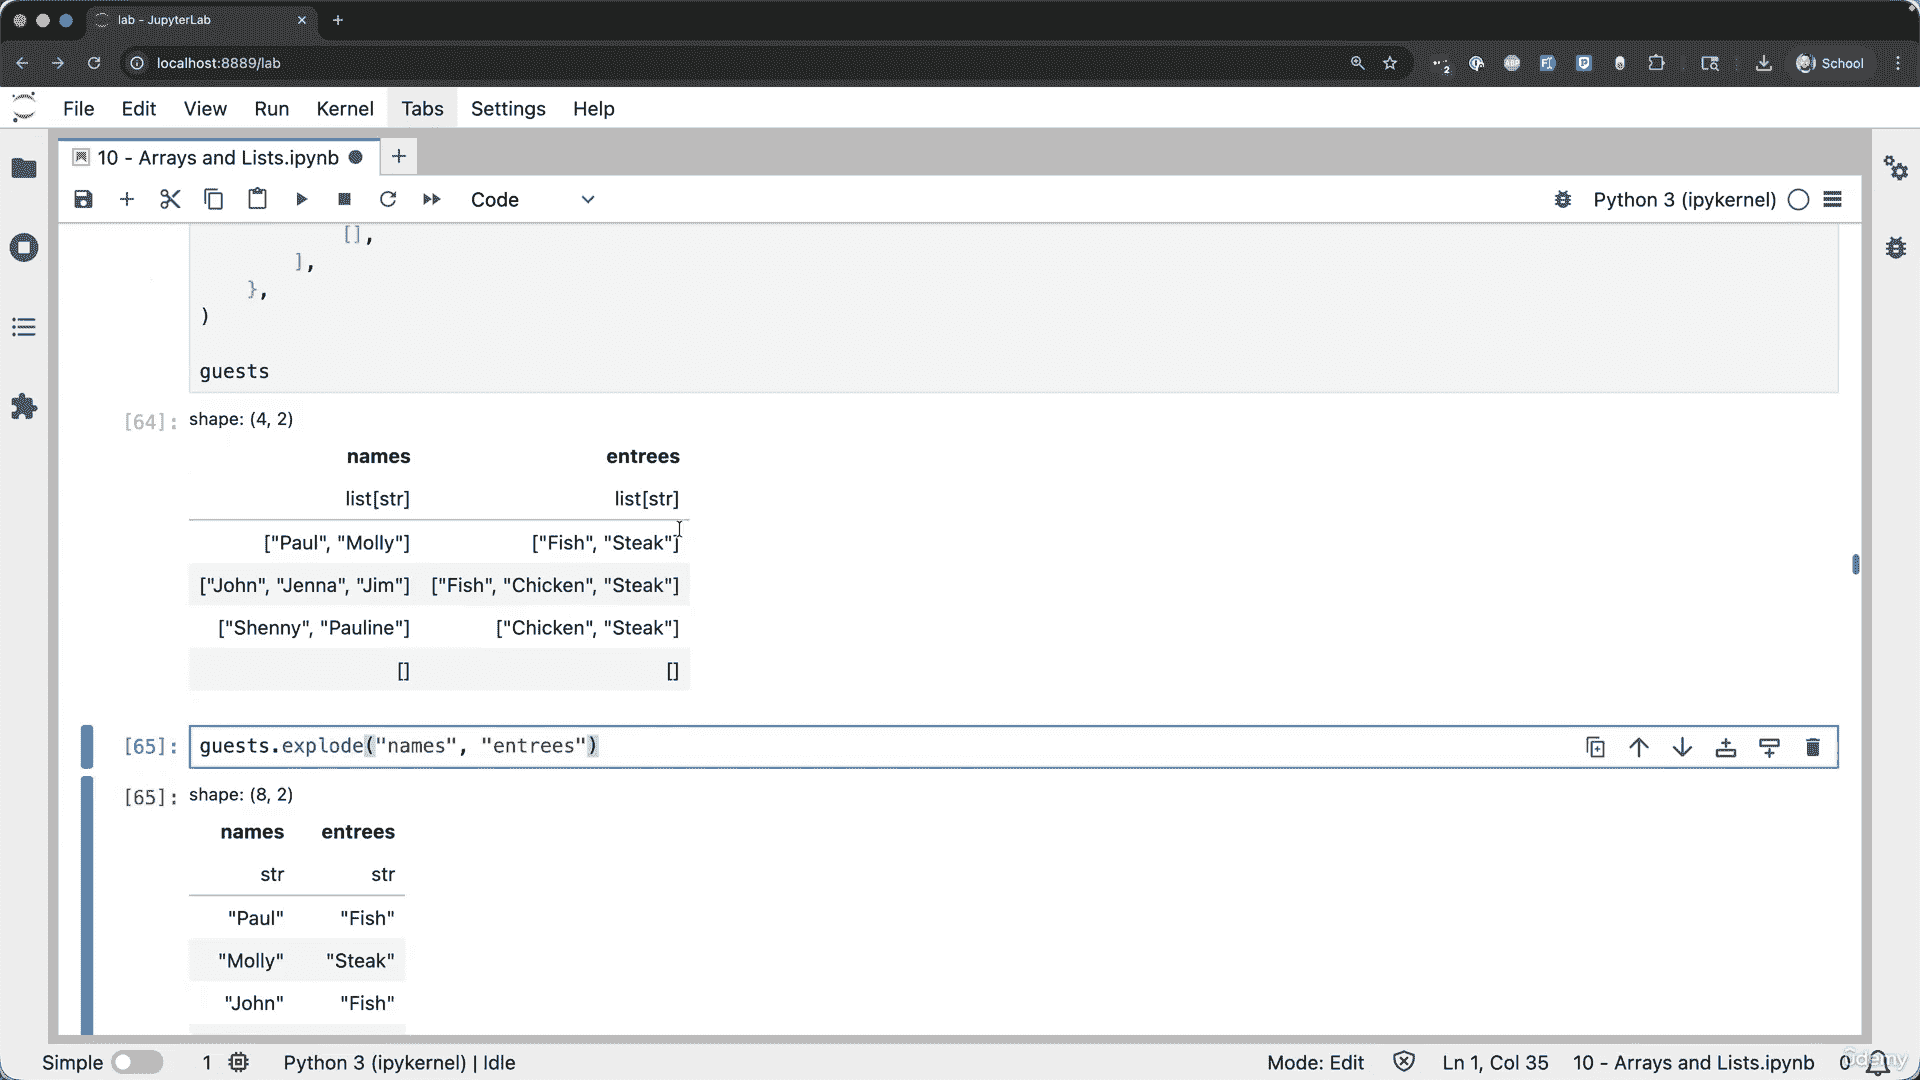 lab - JupyterLab
localhost:8889/lab
2
ABP
School
File Edit View Run Kernel Tabs Settings Help
10 - Arrays and Lists.ipynb
Code
Python 3 (ipykernel)
[],
],
},
)
guests
[64]: shape: (4, 2)
names entrees
list[str] list[str]
["Paul", "Molly"] ["Fish", "Steak"]
["John", "Jenna", "Jim"] ["Fish", "Chicken", "Steak"]
["Shenny", "Pauline"] ["Chicken", "Steak"]
[] []
[65]: guests.explode("names", "entrees")
[65]: shape: (8, 2)
names entrees
str str
"Paul" "Fish"
"Molly" "Steak"
"John" "Fish"
Simple 1 Python 3 (ipykernel) | Idle Mode: Edit Ln 1, Col 35 10 - Arrays and Lists.ipynb 0
Udemy